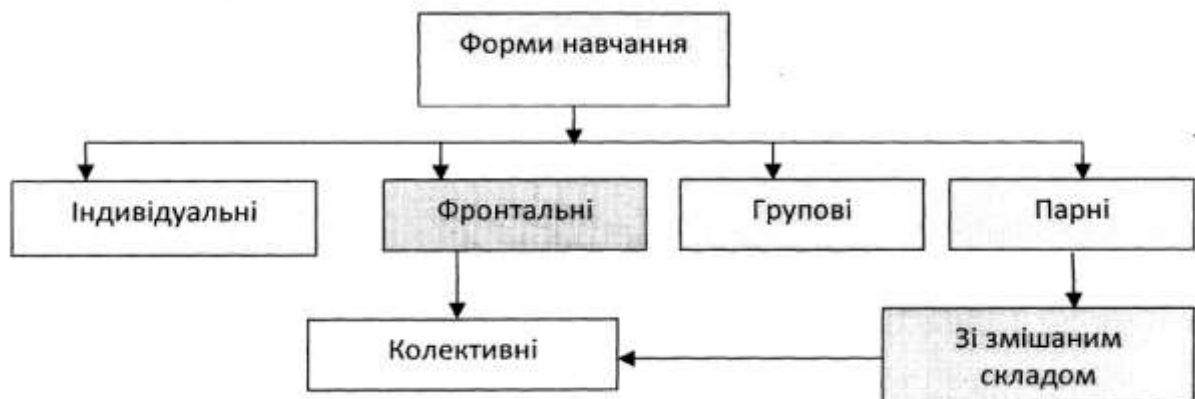 Форми навчання
Індивідуальні
Фронтальні
Групові
Парні
Колективні
Зі змішаним
складом